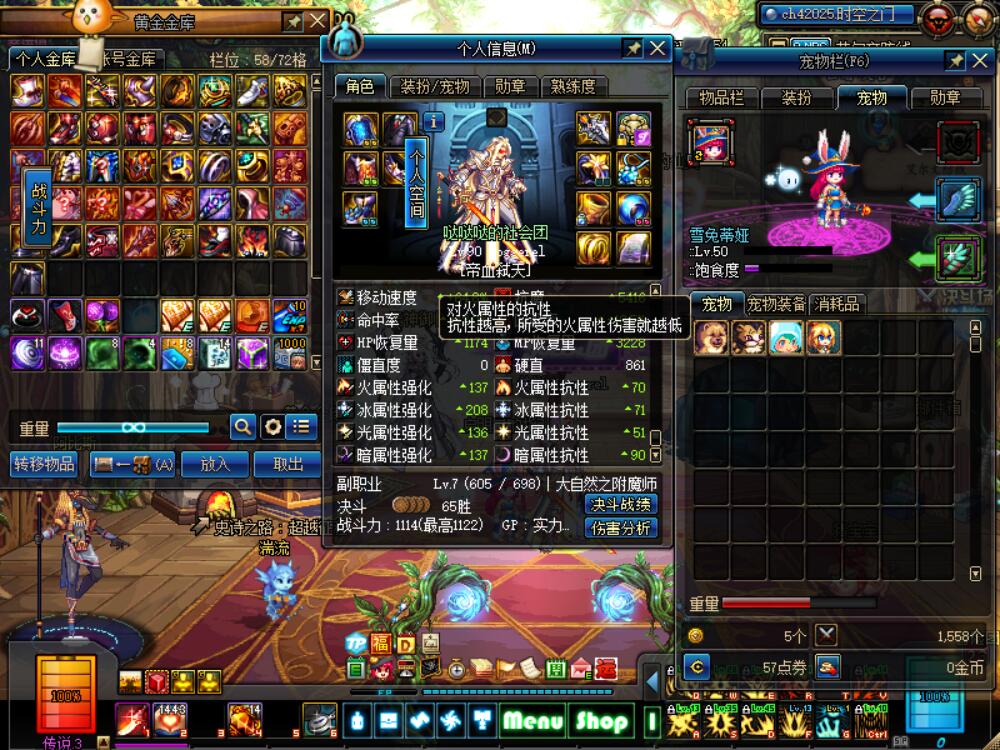 黄金金库
个人金库
账号金库
栏位：58/72格
战斗力
重量
转移物品
(A)
放入
取出
个人信息(M)
角色
装扮/宠物
勋章
熟练度
个人空间
哒哒哒的社会团
[帝血弑天]
移动速度
命中率
对火属性的抗性
抗性越高，所受的火属性伤害就越低
HP恢复量 1174
MP恢复量 3228
僵直度 0
硬直 861
火属性强化 137
火属性抗性 70
冰属性强化 208
冰属性抗性 71
光属性强化 136
光属性抗性 51
暗属性强化 137
暗属性抗性 90
副职业 Lv.7 (605 / 698) | 大自然之附魔师
决斗 65胜
决斗战绩
战斗力：1114(最高1122) GP：实力…
伤害分析
ch42025.时空之门
宠物栏(F6)
物品栏
装扮
宠物
勋章
雪兔蒂娅
::Lv.50
::饱食度
宠物
宠物装备
消耗品
重量
5个
1,558个
57点券
0金币
史诗之路：超越
湍流
100%
传说.3
TP
福
D
Menu
Shop
100%